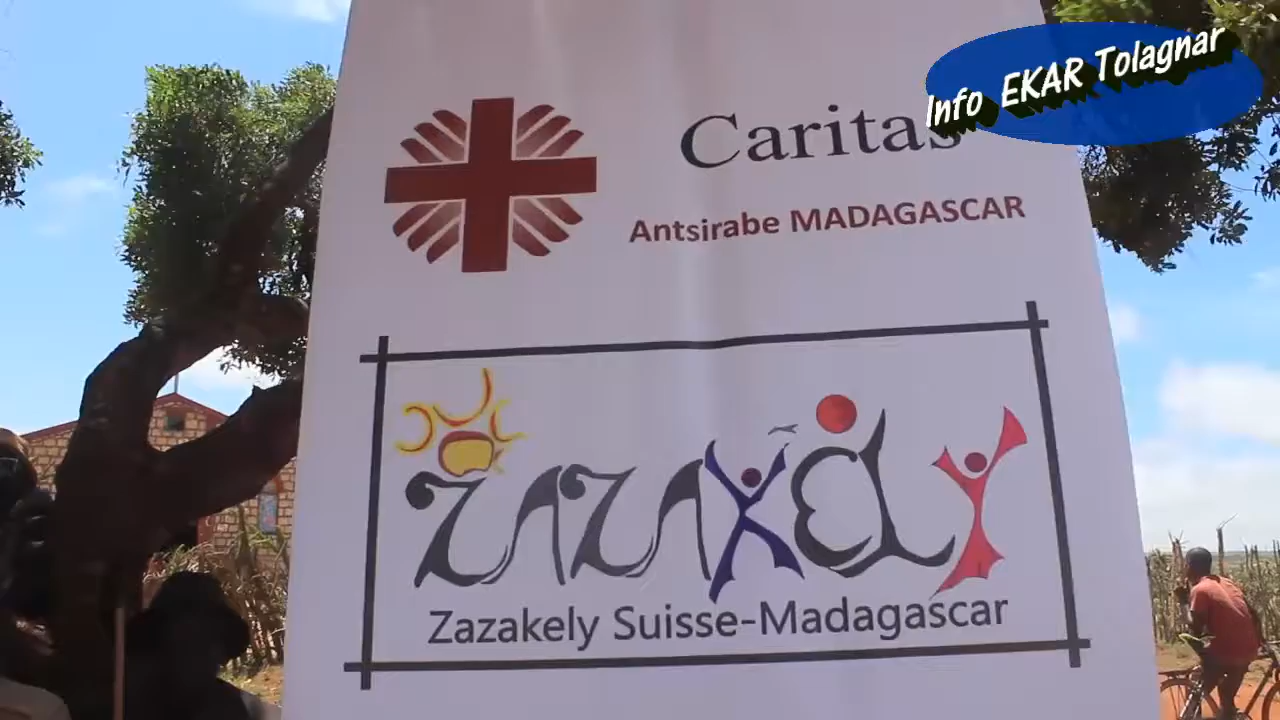 Info EKAR Tolagnar
Caritas
Antsirabe MADAGASCAR
ZAZAKELY
Zazakely Suisse-Madagascar